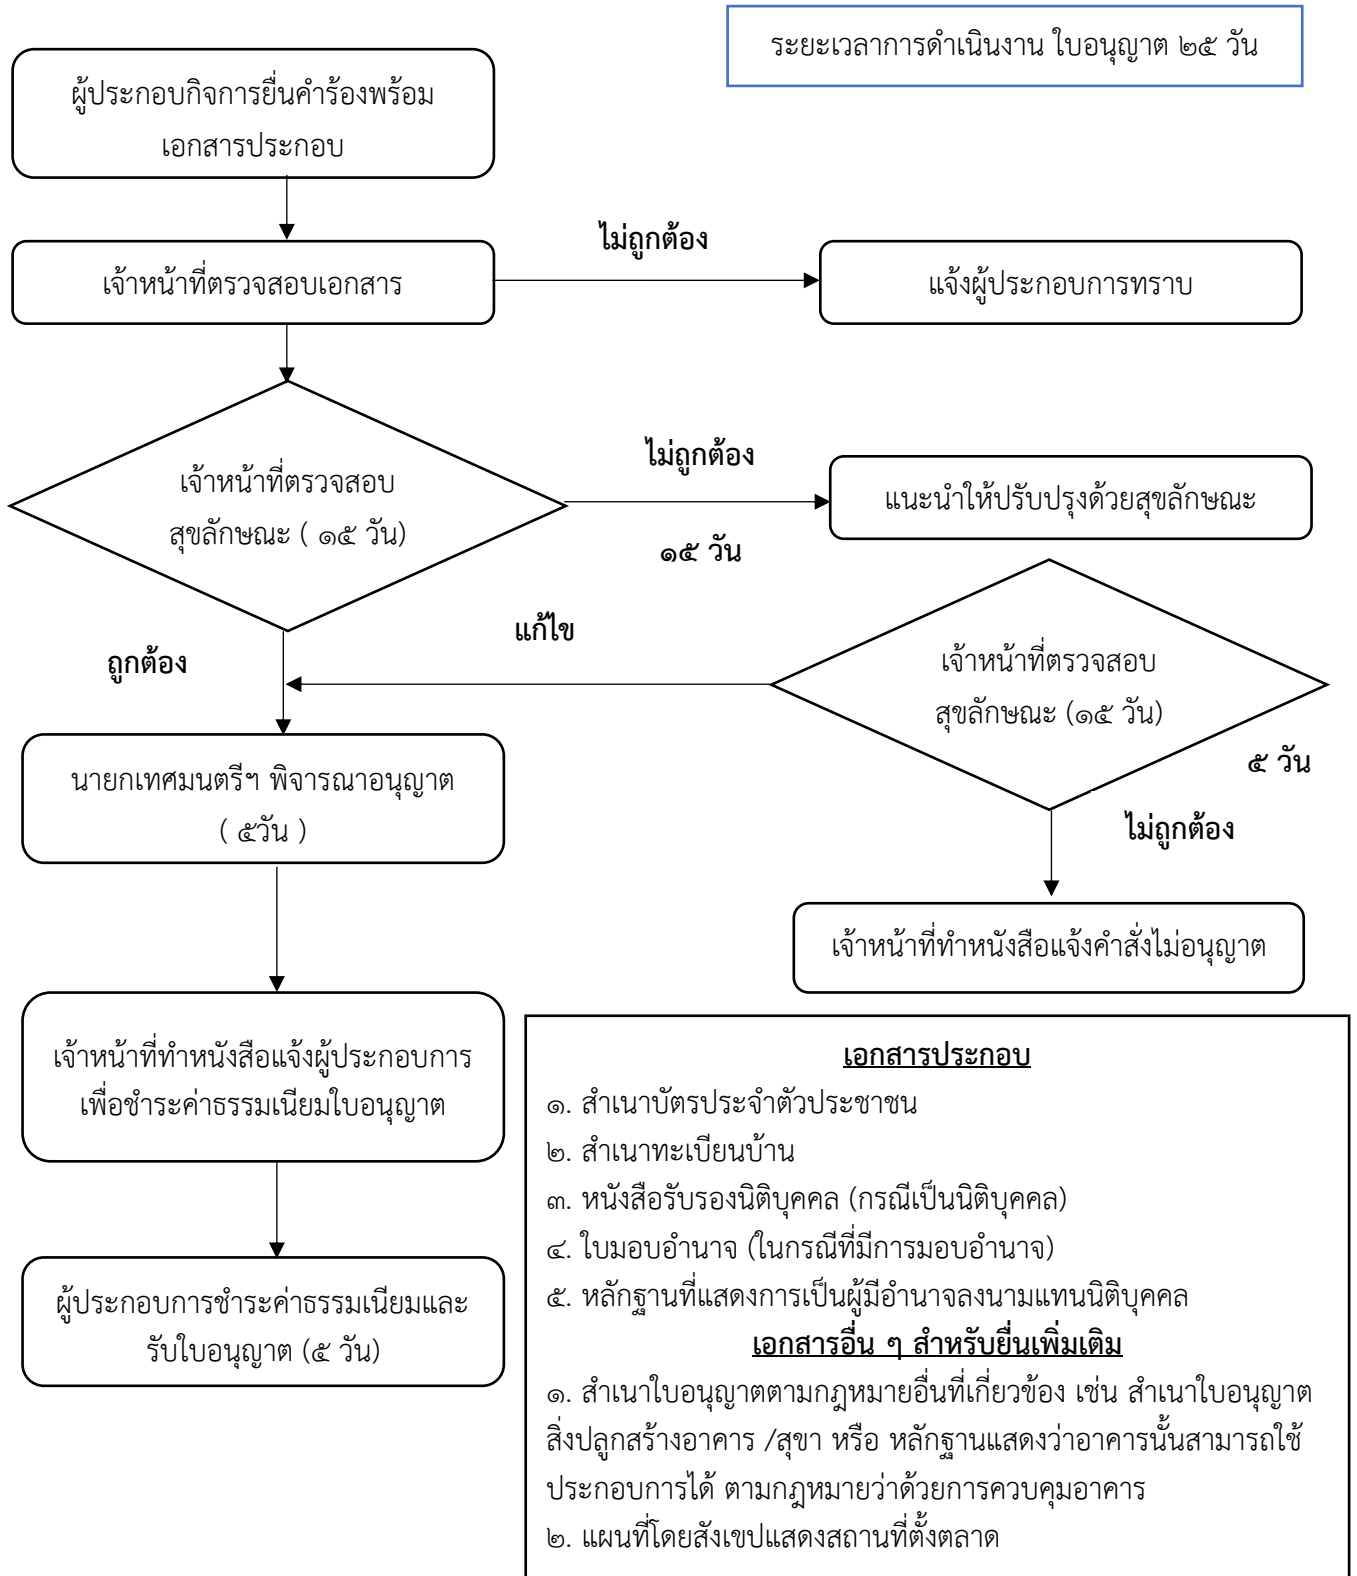 ระยะเวลาการดำเนินงาน ใบอนุญาต ๒๕ วัน
ผู้ประกอบกิจการยื่นคำร้องพร้อม
เอกสารประกอบ
ไม่ถูกต้อง
เจ้าหน้าที่ตรวจสอบเอกสาร
แจ้งผู้ประกอบการทราบ
เจ้าหน้าที่ตรวจสอบ
สุขลักษณะ ( ๑๕ วัน)
ไม่ถูกต้อง
๑๕ วัน
แนะนำให้ปรับปรุงด้วยสุขลักษณะ
แก้ไข
ถูกต้อง
เจ้าหน้าที่ตรวจสอบ
สุขลักษณะ (๑๕ วัน)
๕ วัน
ไม่ถูกต้อง
นายกเทศมนตรีฯ พิจารณาอนุญาต
( ๕วัน )
เจ้าหน้าที่ทำหนังสือแจ้งคำสั่งไม่อนุญาต
เจ้าหน้าที่ทำหนังสือแจ้งผู้ประกอบการ
เพื่อชำระค่าธรรมเนียมใบอนุญาต
ผู้ประกอบการชำระค่าธรรมเนียมและ
รับใบอนุญาต (๕ วัน)
เอกสารประกอบ
๑. สำเนาบัตรประจำตัวประชาชน
๒. สำเนาทะเบียนบ้าน
๓. หนังสือรับรองนิติบุคคล (กรณีเป็นนิติบุคคล)
๔. ใบมอบอำนาจ (ในกรณีที่มีการมอบอำนาจ)
๕. หลักฐานที่แสดงการเป็นผู้มีอำนาจลงนามแทนนิติบุคคล
เอกสารอื่น ๆ สำหรับยื่นเพิ่มเติม
๑. สำเนาใบอนุญาตตามกฎหมายอื่นที่เกี่ยวข้อง เช่น สำเนาใบอนุญาต
สิ่งปลูกสร้างอาคาร /สุขา หรือ หลักฐานแสดงว่าอาคารนั้นสามารถใช้
ประกอบการได้ ตามกฎหมายว่าด้วยการควบคุมอาคาร
๒. แผนที่โดยสังเขปแสดงสถานที่ตั้งตลาด